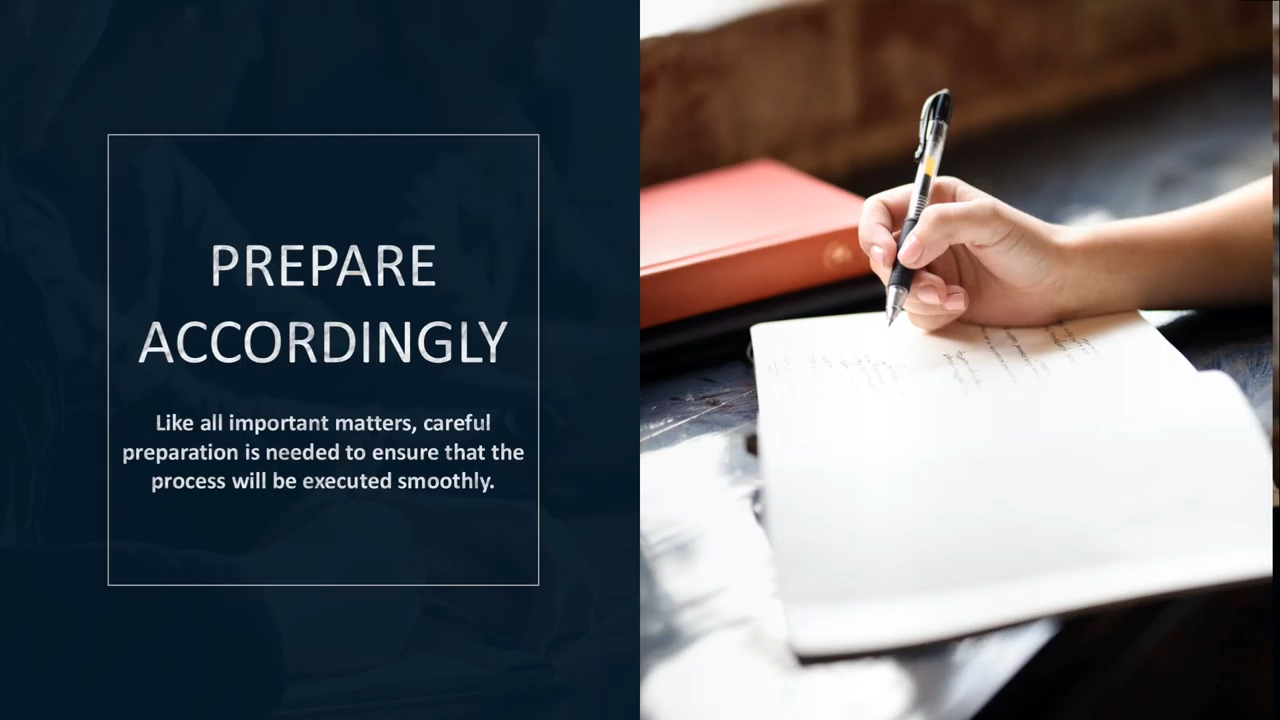 PREPARE
ACCORDINGLY
Like all important matters, careful
preparation is needed to ensure that the
process will be executed smoothly.